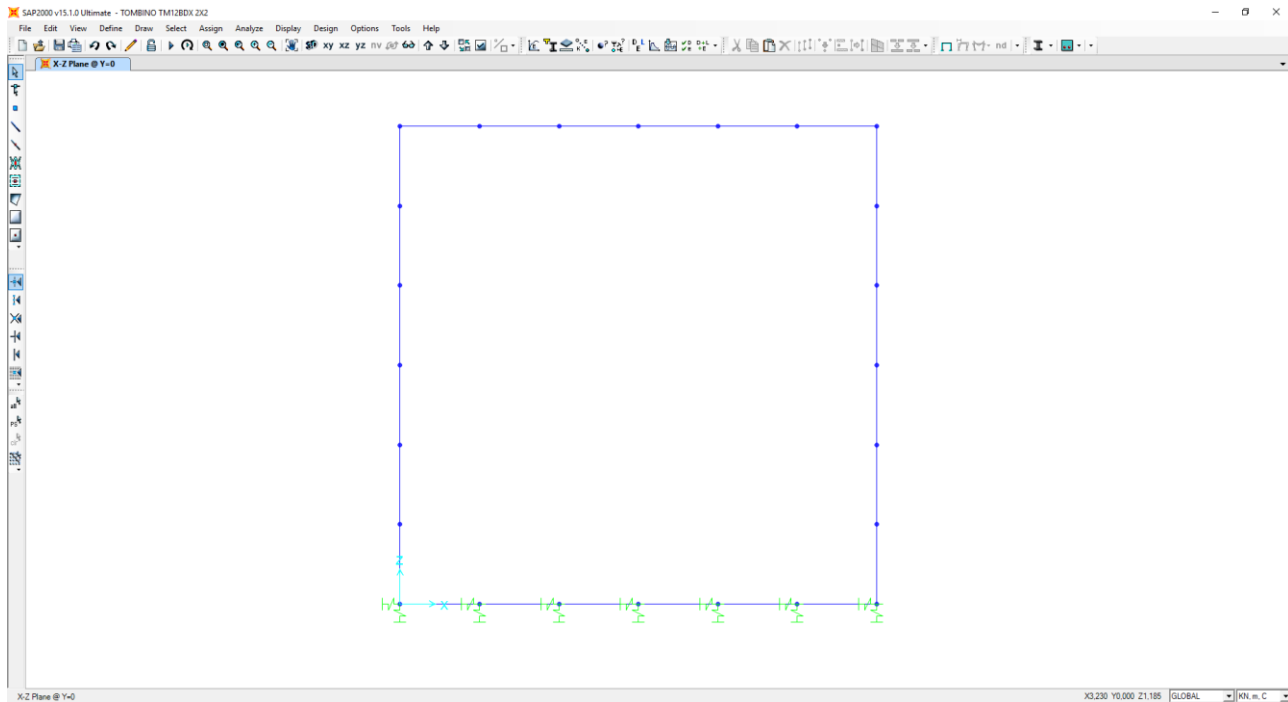 SAP2000 v15.1.0 Ultimate - TOMBINO TM12BDX 2X2
File Edit View Define Draw Select Assign Analyze Display Design Options Tools Help
xy xz yz nv nd
X-Z Plane @ Y=0
Z
X
X-Z Plane @ Y=0 X3,230 Y0,000 Z1,185 GLOBAL KN, m, C